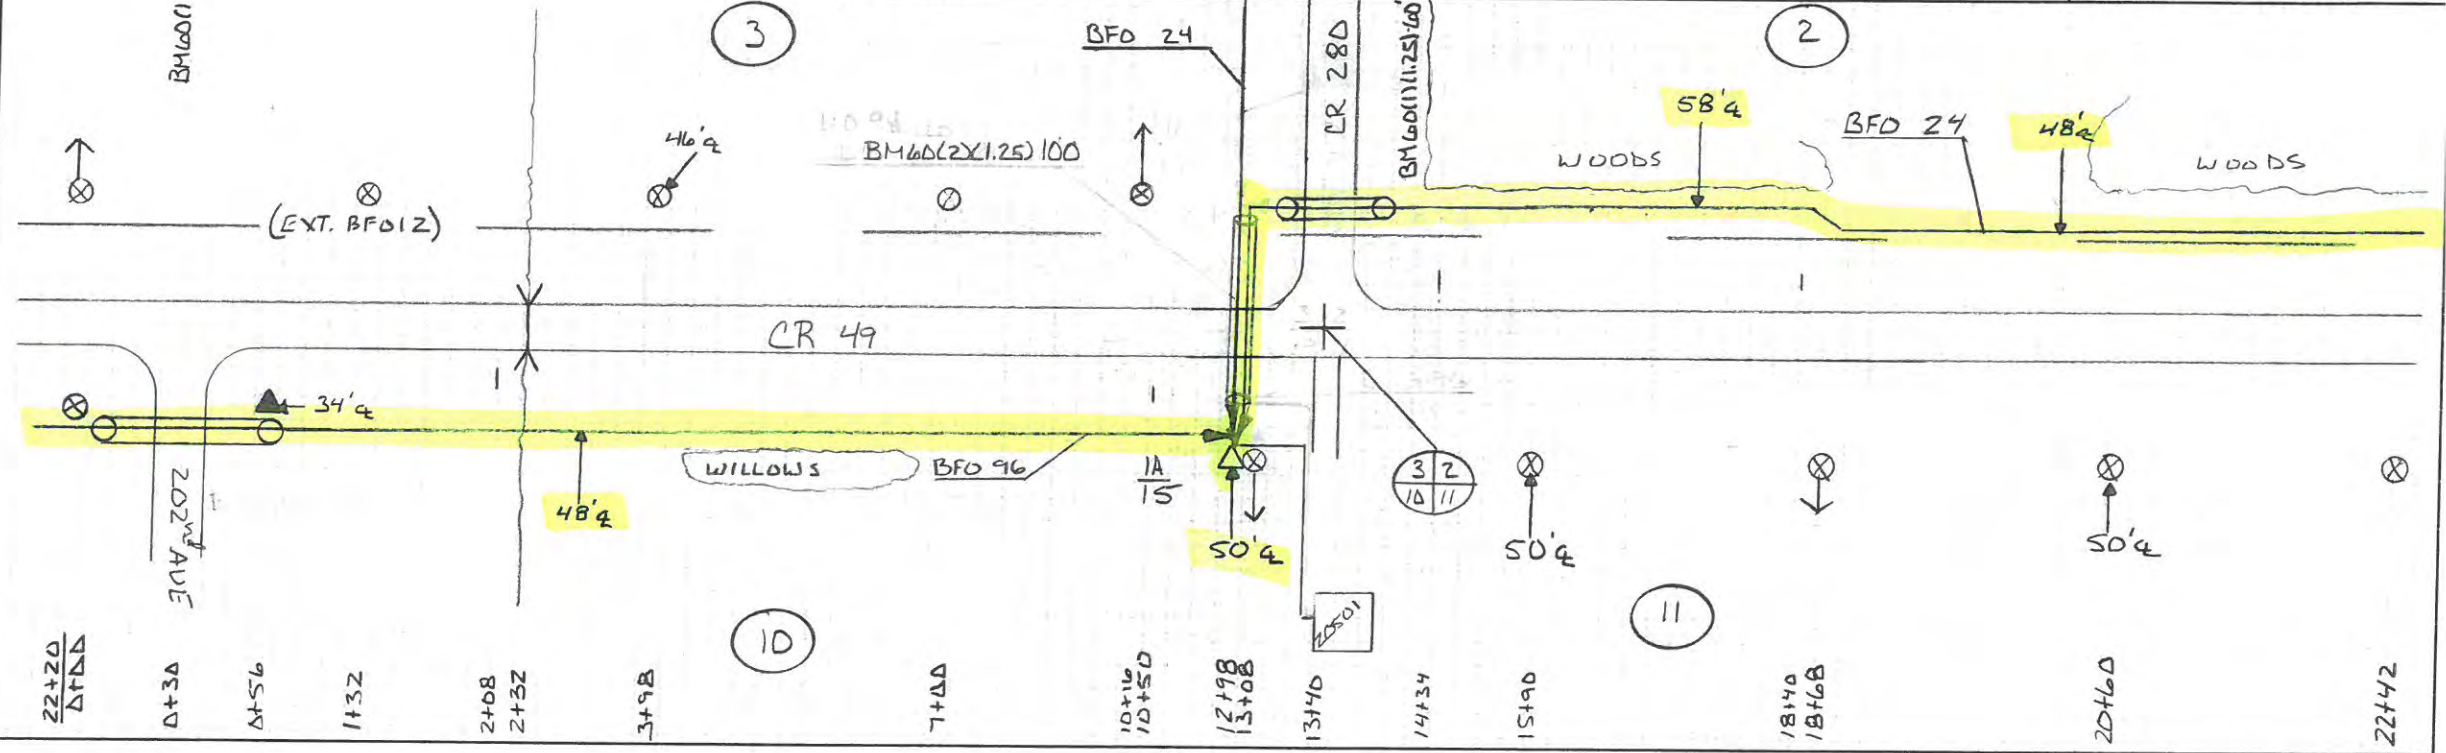 BM60(1)
3
BFO 24
CR 280
BM60(1)(1.25)60'
2
46'℄
BM60(2)(1.25)100
58'℄
BFO 24
48'℄
WOODS
WOODS
(EXT. BFO12)
CR 49
34'℄
WILLOWS
BFO 96
1A
15
3 2
10 11
48'℄
50'℄
50'℄
50'℄
202nd AVE
10
20501
11
22+20
0+00
0+30
0+56
1+32
2+08
2+32
3+98
7+00
10+16
10+50
12+98
13+08
13+40
14+34
15+90
18+40
18+68
20+60
22+42